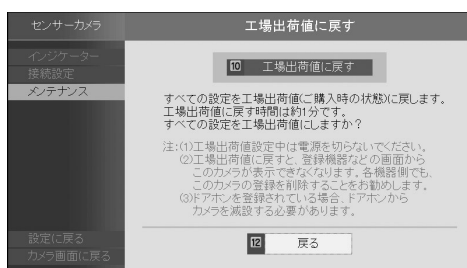 センサーカメラ
工場出荷値に戻す
インジケーター
接続設定
メンテナンス
10 工場出荷値に戻す
すべての設定を工場出荷値(ご購入時の状態)に戻します。
工場出荷値に戻す時間は約1分です。
すべての設定を工場出荷値にしますか？
注:(1)工場出荷値設定中は電源を切らないでください。
(2)工場出荷値に戻すと、登録機器などの画面から
このカメラが表示できなくなります。各機器側でも、
このカメラの登録を削除することをお勧めします。
(3)ドアホンを登録されている場合、ドアホンから
カメラを減設する必要があります。
設定に戻る
カメラ画面に戻る
12 戻る